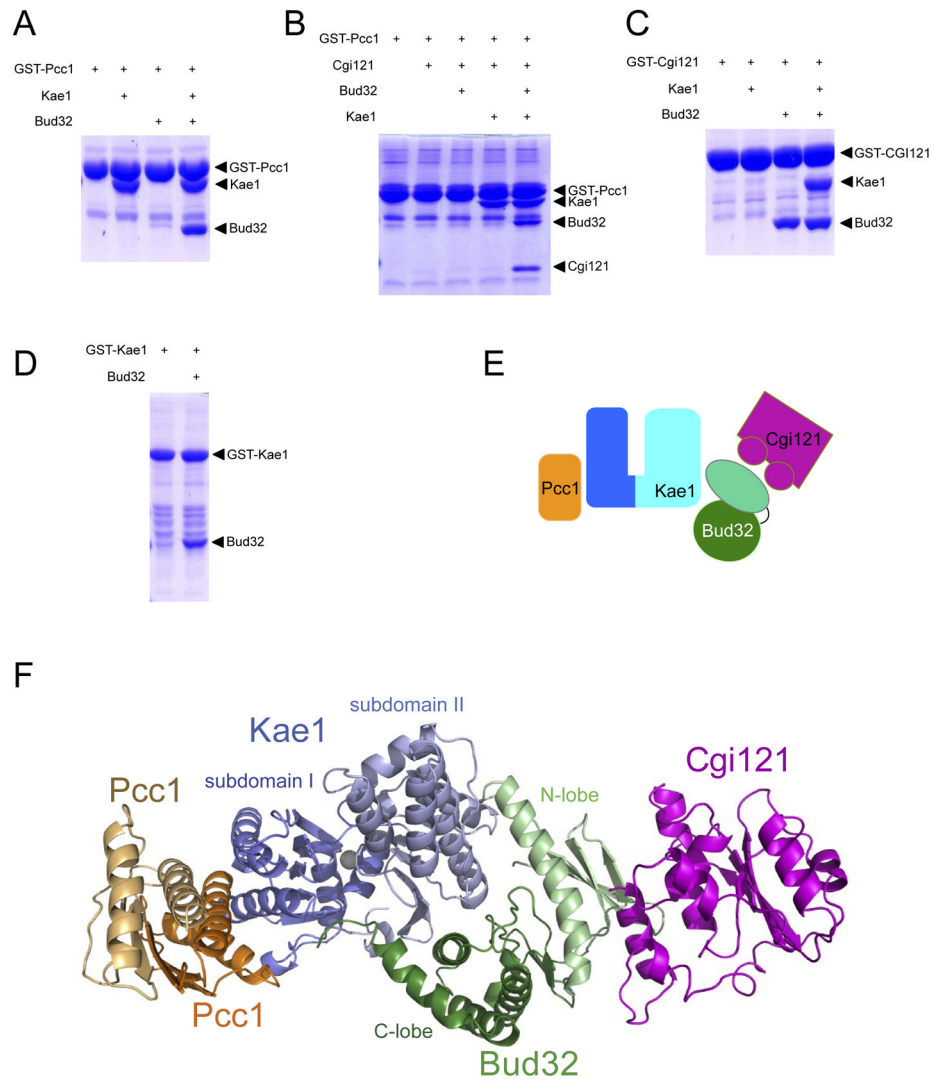 A
GST-Pcc1 + + + +
Kae1 + +
Bud32 + +
GST-Pcc1
Kae1
Bud32
B
GST-Pcc1 + + + + +
Cgi121 + + + +
Bud32 + +
Kae1 + +
GST-Pcc1
Kae1
Bud32
Cgi121
C
GST-Cgi121 + + + +
Kae1 + +
Bud32 + +
GST-CGI121
Kae1
Bud32
D
GST-Kae1 + +
Bud32 +
GST-Kae1
Bud32
E
Pcc1
Kae1
Bud32
Cgi121
F
Pcc1
Kae1
subdomain I
subdomain II
N-lobe
Cgi121
Pcc1
C-lobe
Bud32